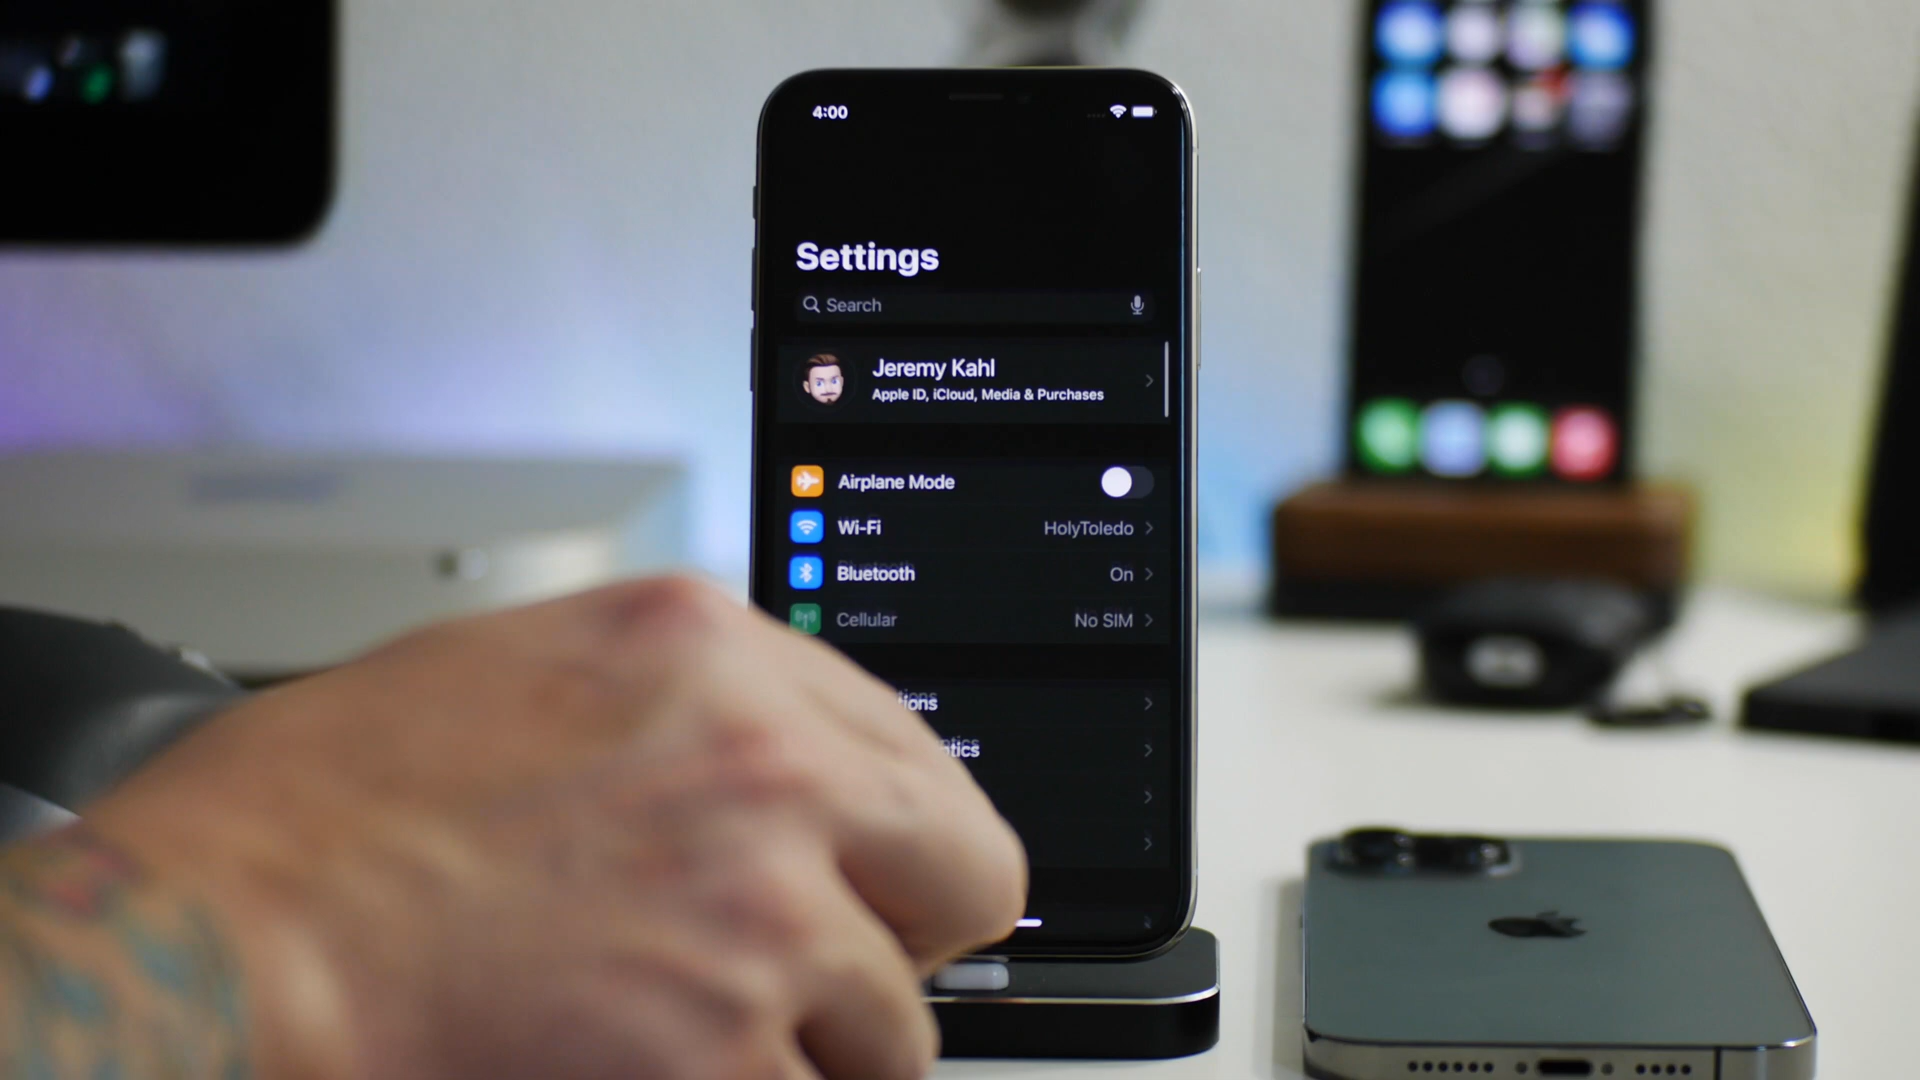 4:00
Settings
Search
Jeremy Kahl
Apple ID, iCloud, Media & Purchases
Airplane Mode
Wi-Fi HolyToledo
Bluetooth On
Cellular No SIM